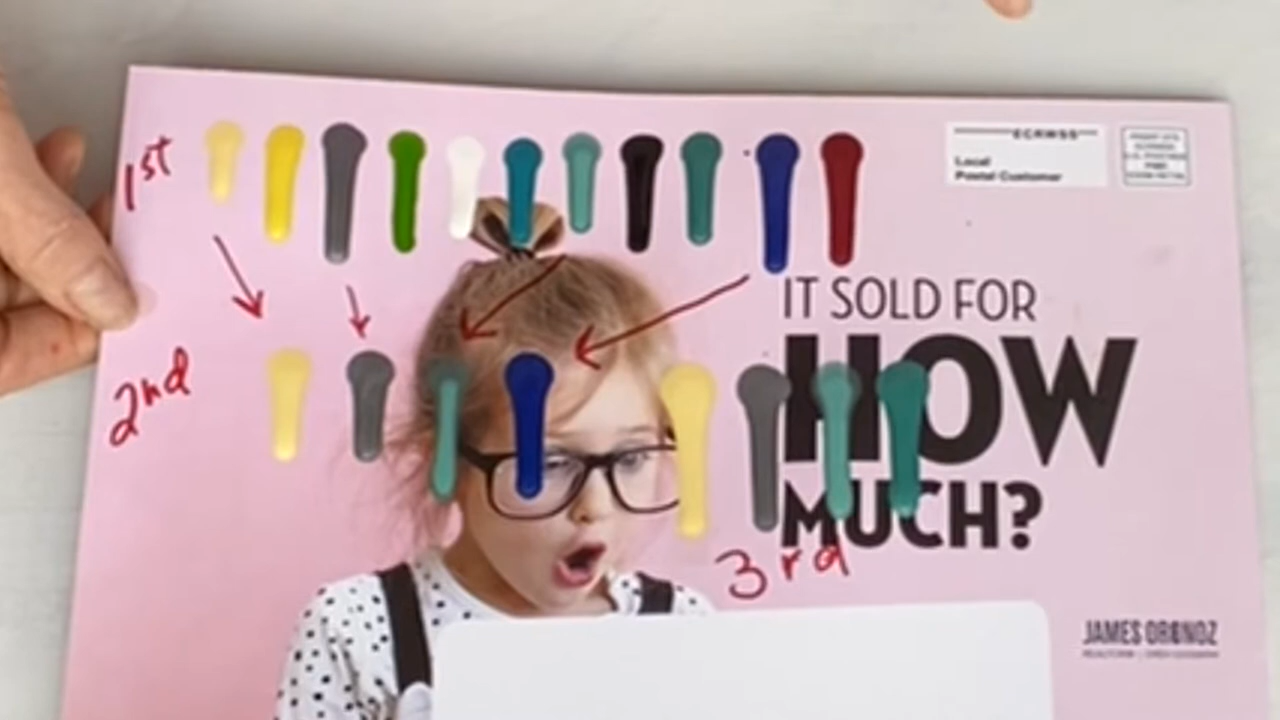 1st
ECRWSS
Local
Postal Customer
IT SOLD FOR
2nd
HOW
MUCH?
3rd
JAMES ORONOZ